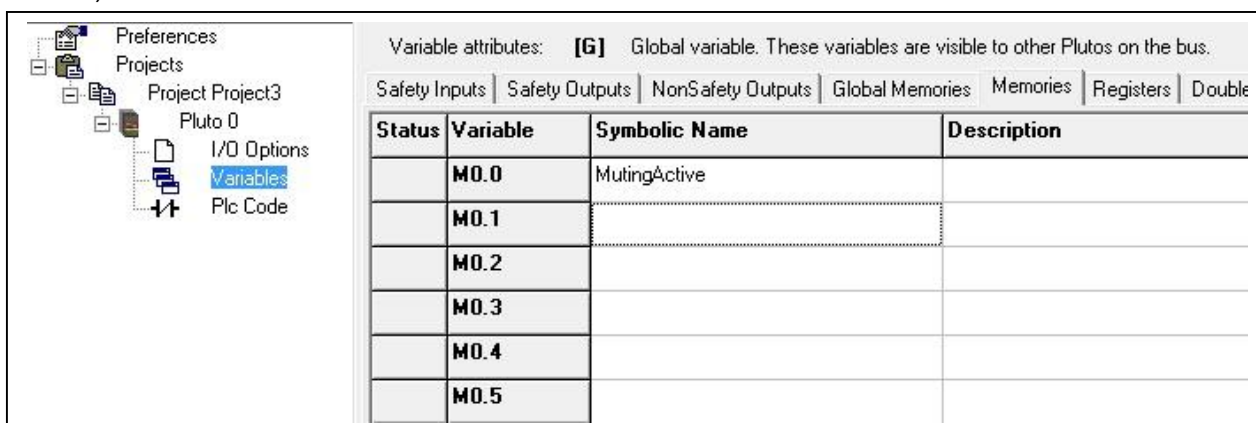 Preferences
Projects
Project Project3
Pluto 0
I/O Options
Variables
Plc Code
Variable attributes: [G] Global variable. These variables are visible to other Plutos on the bus.
Safety Inputs Safety Outputs NonSafety Outputs Global Memories Memories Registers Double
Status Variable Symbolic Name Description
M0.0 MutingActive
M0.1
M0.2
M0.3
M0.4
M0.5